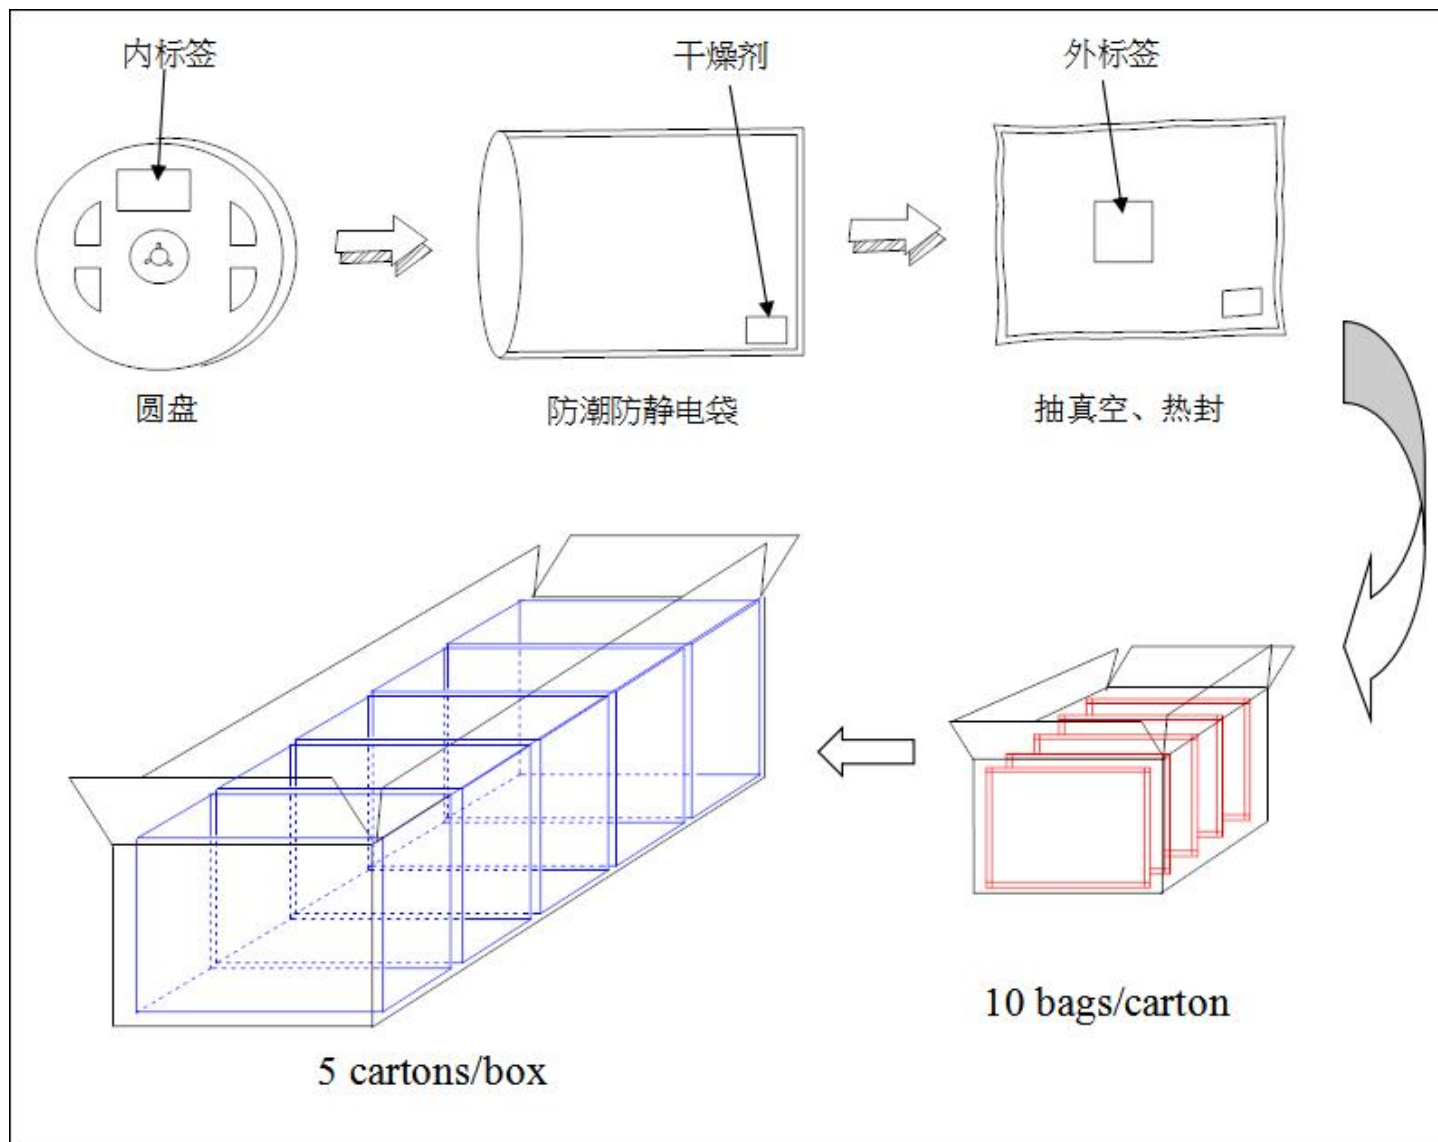 内标签
干燥剂
外标签
圆盘
防潮防静电袋
抽真空、热封
10 bags/carton
5 cartons/box